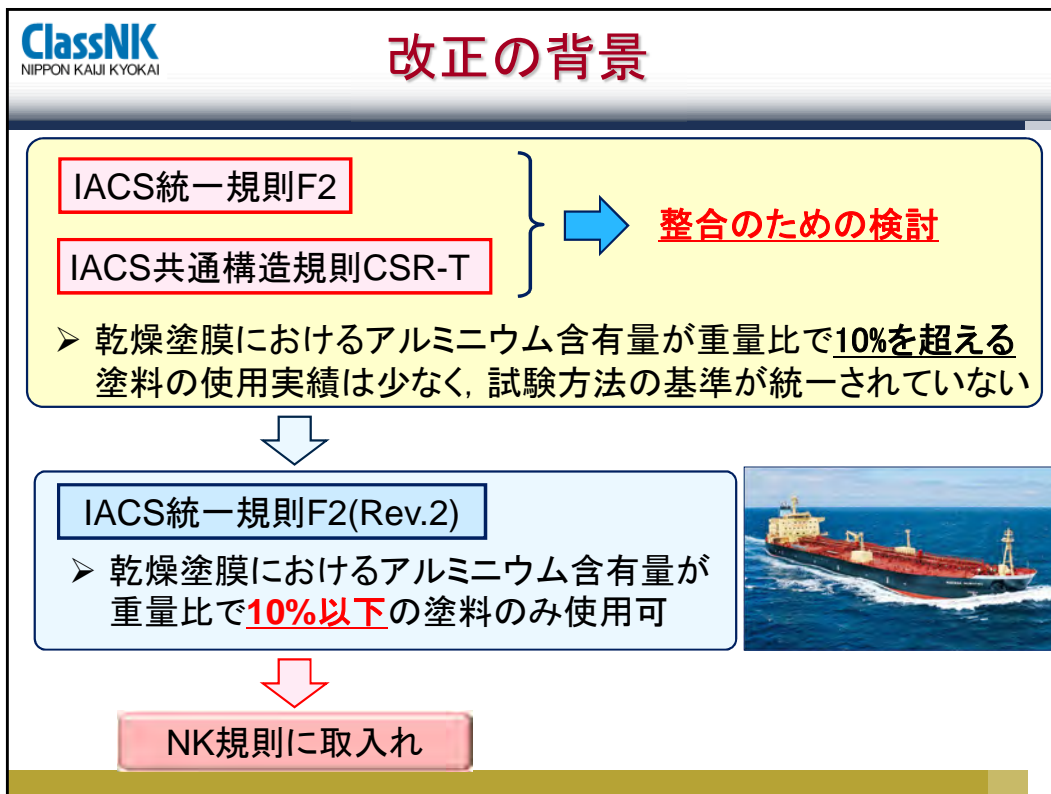 ClassNK
NIPPON KAIJI KYOKAI
改正の背景
IACS統一規則F2
IACS共通構造規則CSR-T
整合のための検討
➢ 乾燥塗膜におけるアルミニウム含有量が重量比で10%を超える
塗料の使用実績は少なく，試験方法の基準が統一されていない
IACS統一規則F2(Rev.2)
➢ 乾燥塗膜におけるアルミニウム含有量が
重量比で10%以下の塗料のみ使用可
NK規則に取入れ